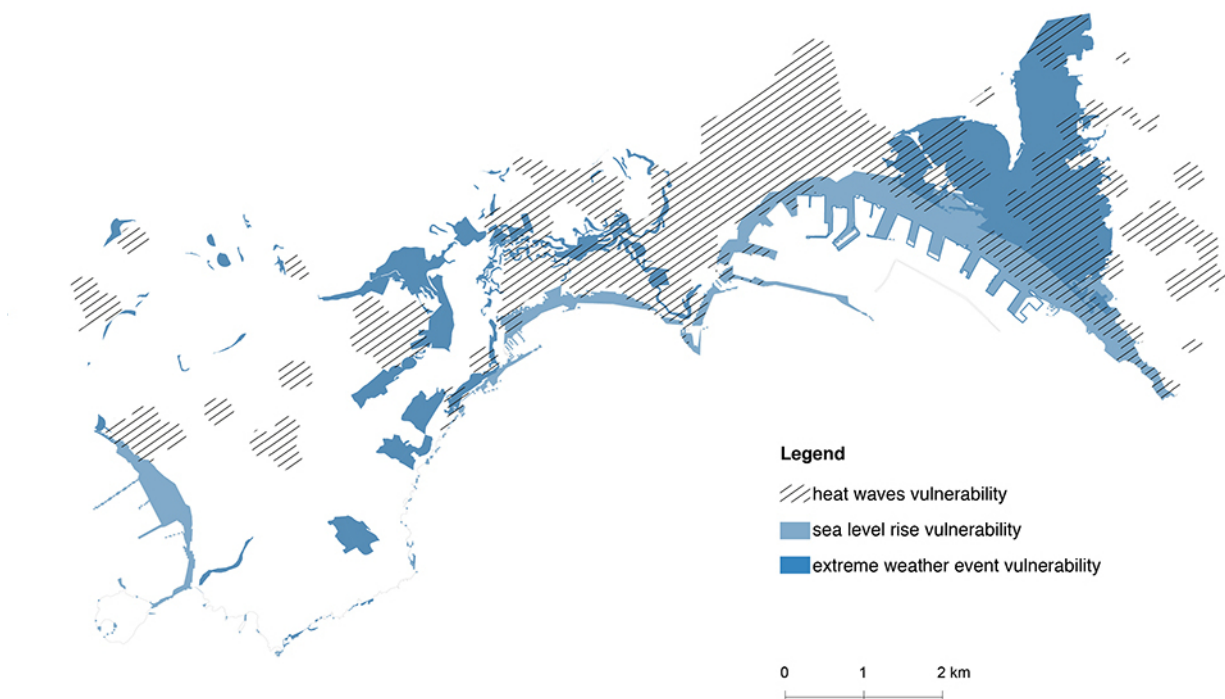 Legend
heat waves vulnerability
sea level rise vulnerability
extreme weather event vulnerability
0 1 2 km